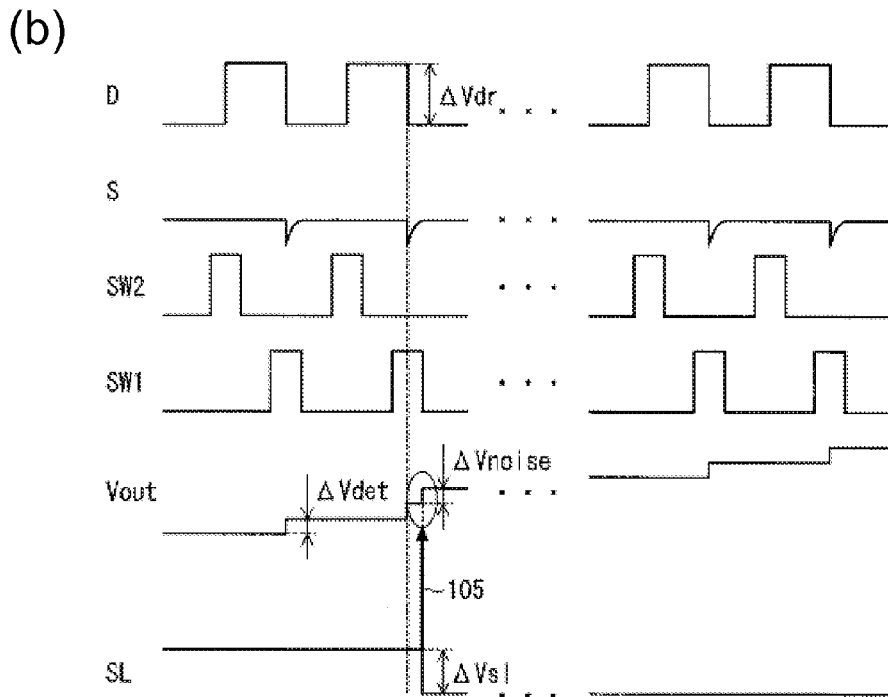 (b)
D
ΔVdr
S
SW2
SW1
ΔVnoise
Vout
ΔVdet
105
ΔVsl
SL